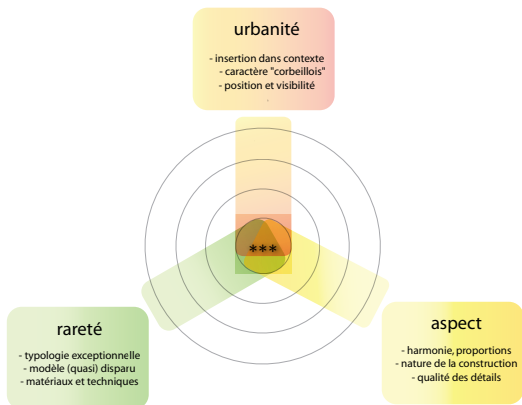 urbanité
- insertion dans contexte
- caractère "corbeillois"
- position et visibilité
***
rareté
- typologie exceptionnelle
- modèle (quasi) disparu
- matériaux et techniques
aspect
- harmonie, proportions
- nature de la construction
- qualité des détails